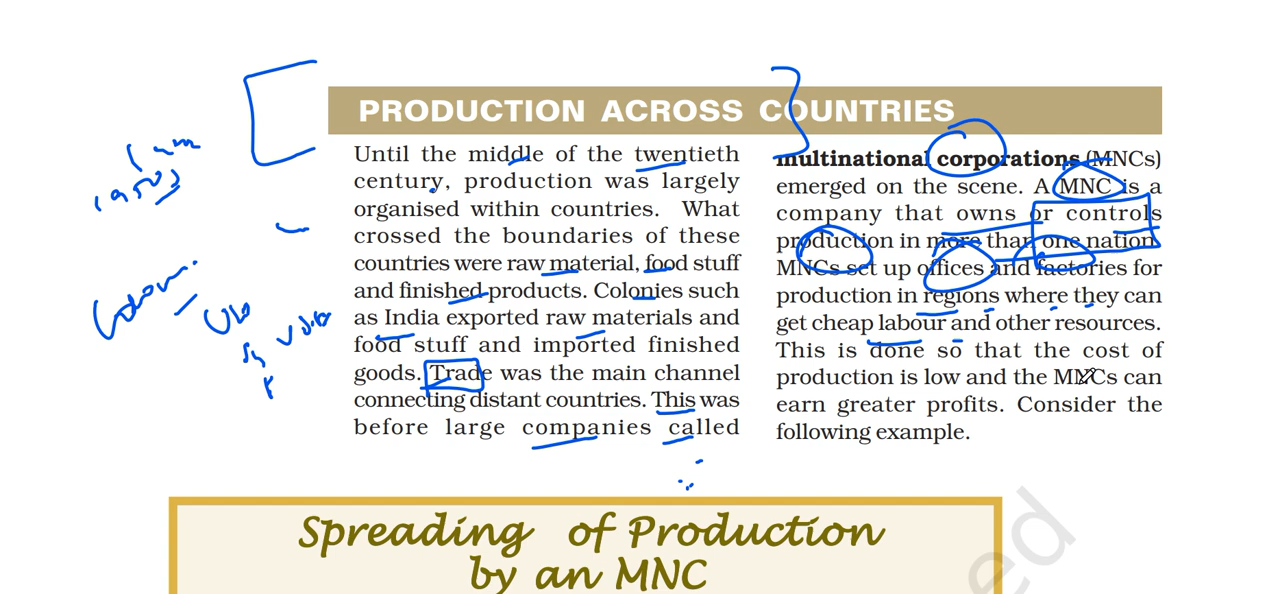 PRODUCTION ACROSS COUNTRIES
Until the middle of the twentieth
century, production was largely
organised within countries. What
crossed the boundaries of these
countries were raw material, food stuff
and finished products. Colonies such
as India exported raw materials and
food stuff and imported finished
goods. Trade was the main channel
connecting distant countries. This was
before large companies called
multinational corporations (MNCs)
emerged on the scene. A MNC is a
company that owns or controls
production in more than one nation.
MNCs set up offices and factories for
production in regions where they can
get cheap labour and other resources.
This is done so that the cost of
production is low and the MNCs can
earn greater profits. Consider the
following example.
Spreading of Production
by an MNC
ed